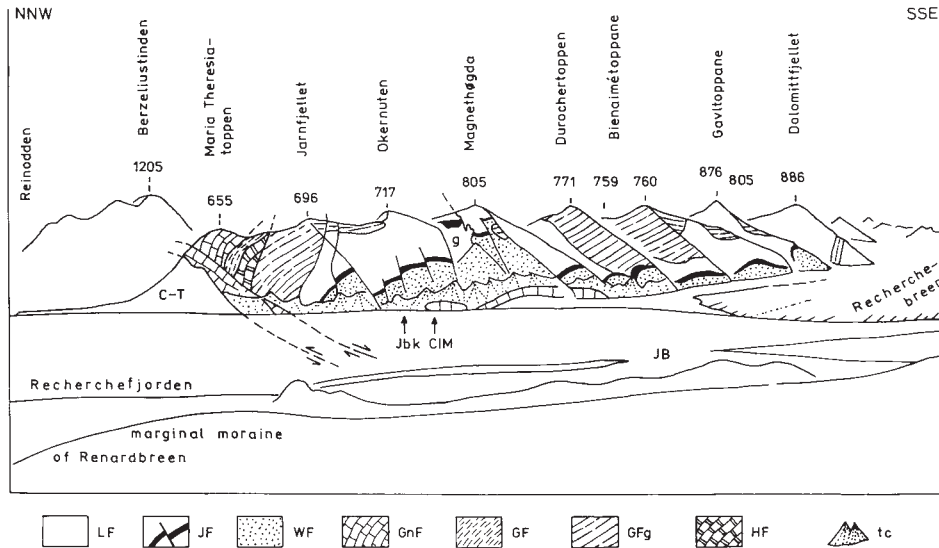 NNW
SSE
Reinodden
Berzeliustinden
Maria Theresia-
toppen
Jarnfjellet
Okernuten
Magnethøgda
Durochertoppen
Bienaimétoppane
Gavltoppane
Dolomittfjellet
1205
655
696
717
805
771
759
760
876
805
886
g
C-T
Recherche-
breen
Jbk
CIM
JB
Recherchefjorden
marginal moraine
of Renardbreen
LF
JF
WF
GnF
GF
GFg
HF
tc